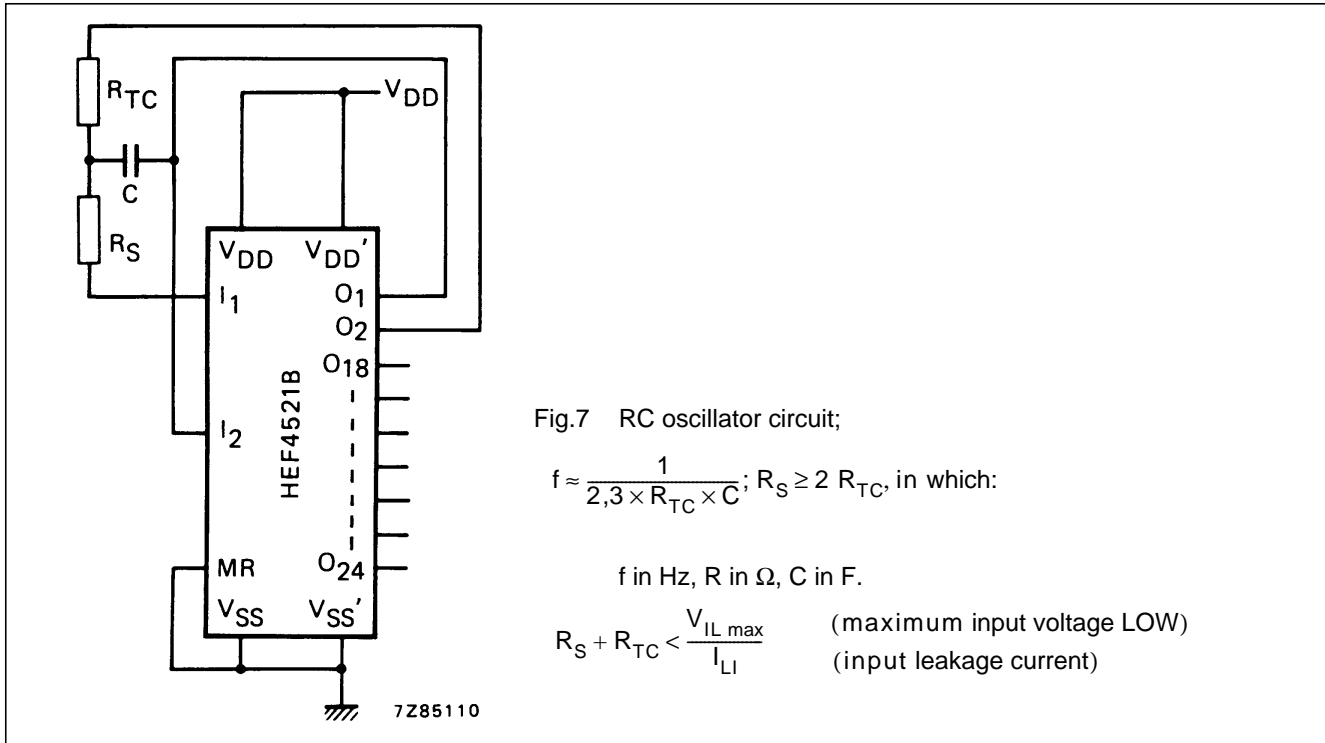 R_TC
C
R_S
V_DD
V_DD V_DD'
I_1 O_1
O_2
O_18
HEF4521B
I_2
MR O_24
V_SS V_SS'
7Z85110
Fig.7 RC oscillator circuit;
f ≈ 1 / (2,3 × R_TC × C); R_S ≥ 2 R_TC, in which:
f in Hz, R in Ω, C in F.
R_S + R_TC < V_IL max / I_LI (maximum input voltage LOW)
(input leakage current)